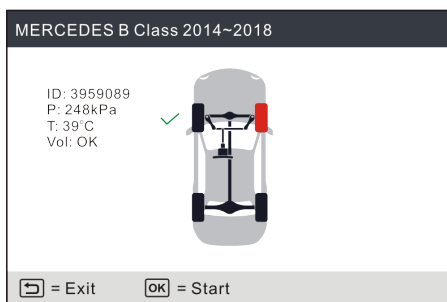 MERCEDES B Class 2014~2018
ID: 3959089
P: 248kPa
T: 39°C
Vol: OK
= Exit
OK = Start